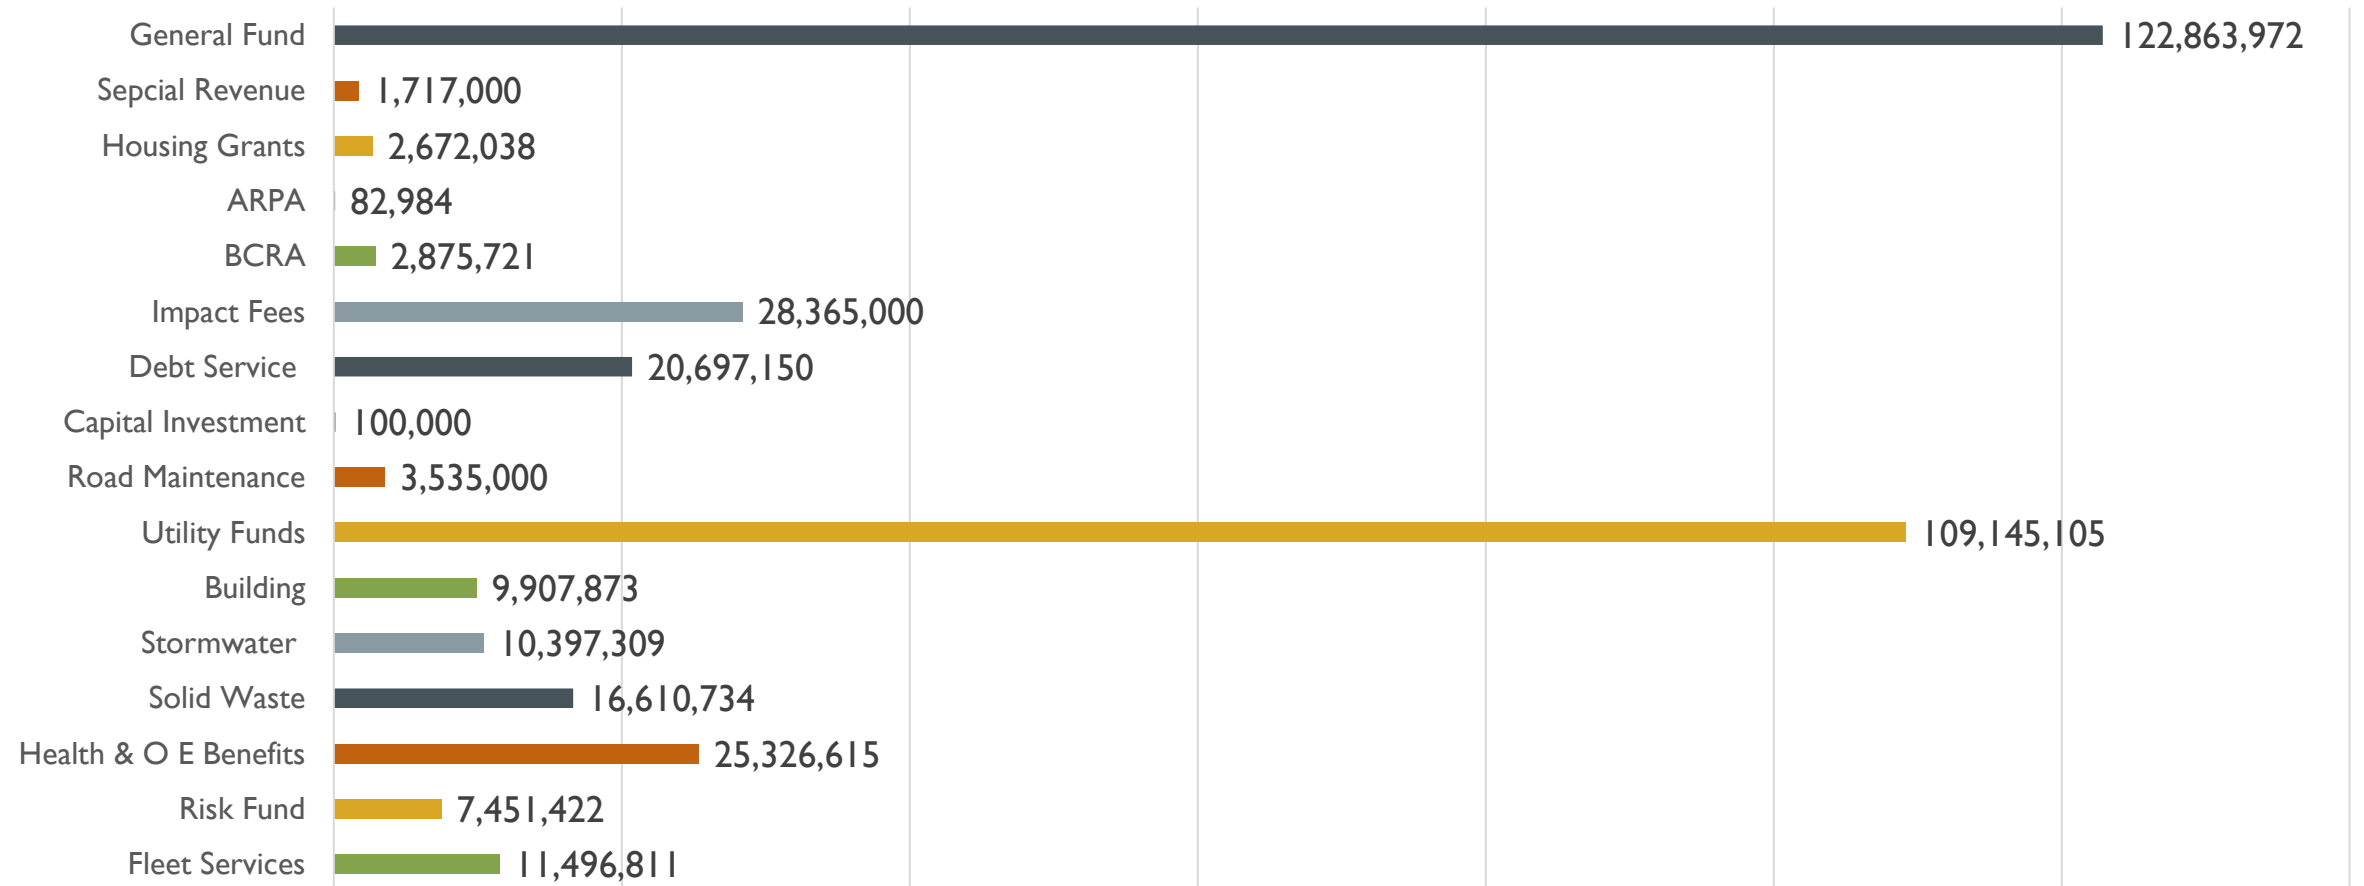 General Fund 122,863,972
Sepcial Revenue 1,717,000
Housing Grants 2,672,038
ARPA 82,984
BCRA 2,875,721
Impact Fees 28,365,000
Debt Service 20,697,150
Capital Investment 100,000
Road Maintenance 3,535,000
Utility Funds 109,145,105
Building 9,907,873
Stormwater 10,397,309
Solid Waste 16,610,734
Health & O E Benefits 25,326,615
Risk Fund 7,451,422
Fleet Services 11,496,811